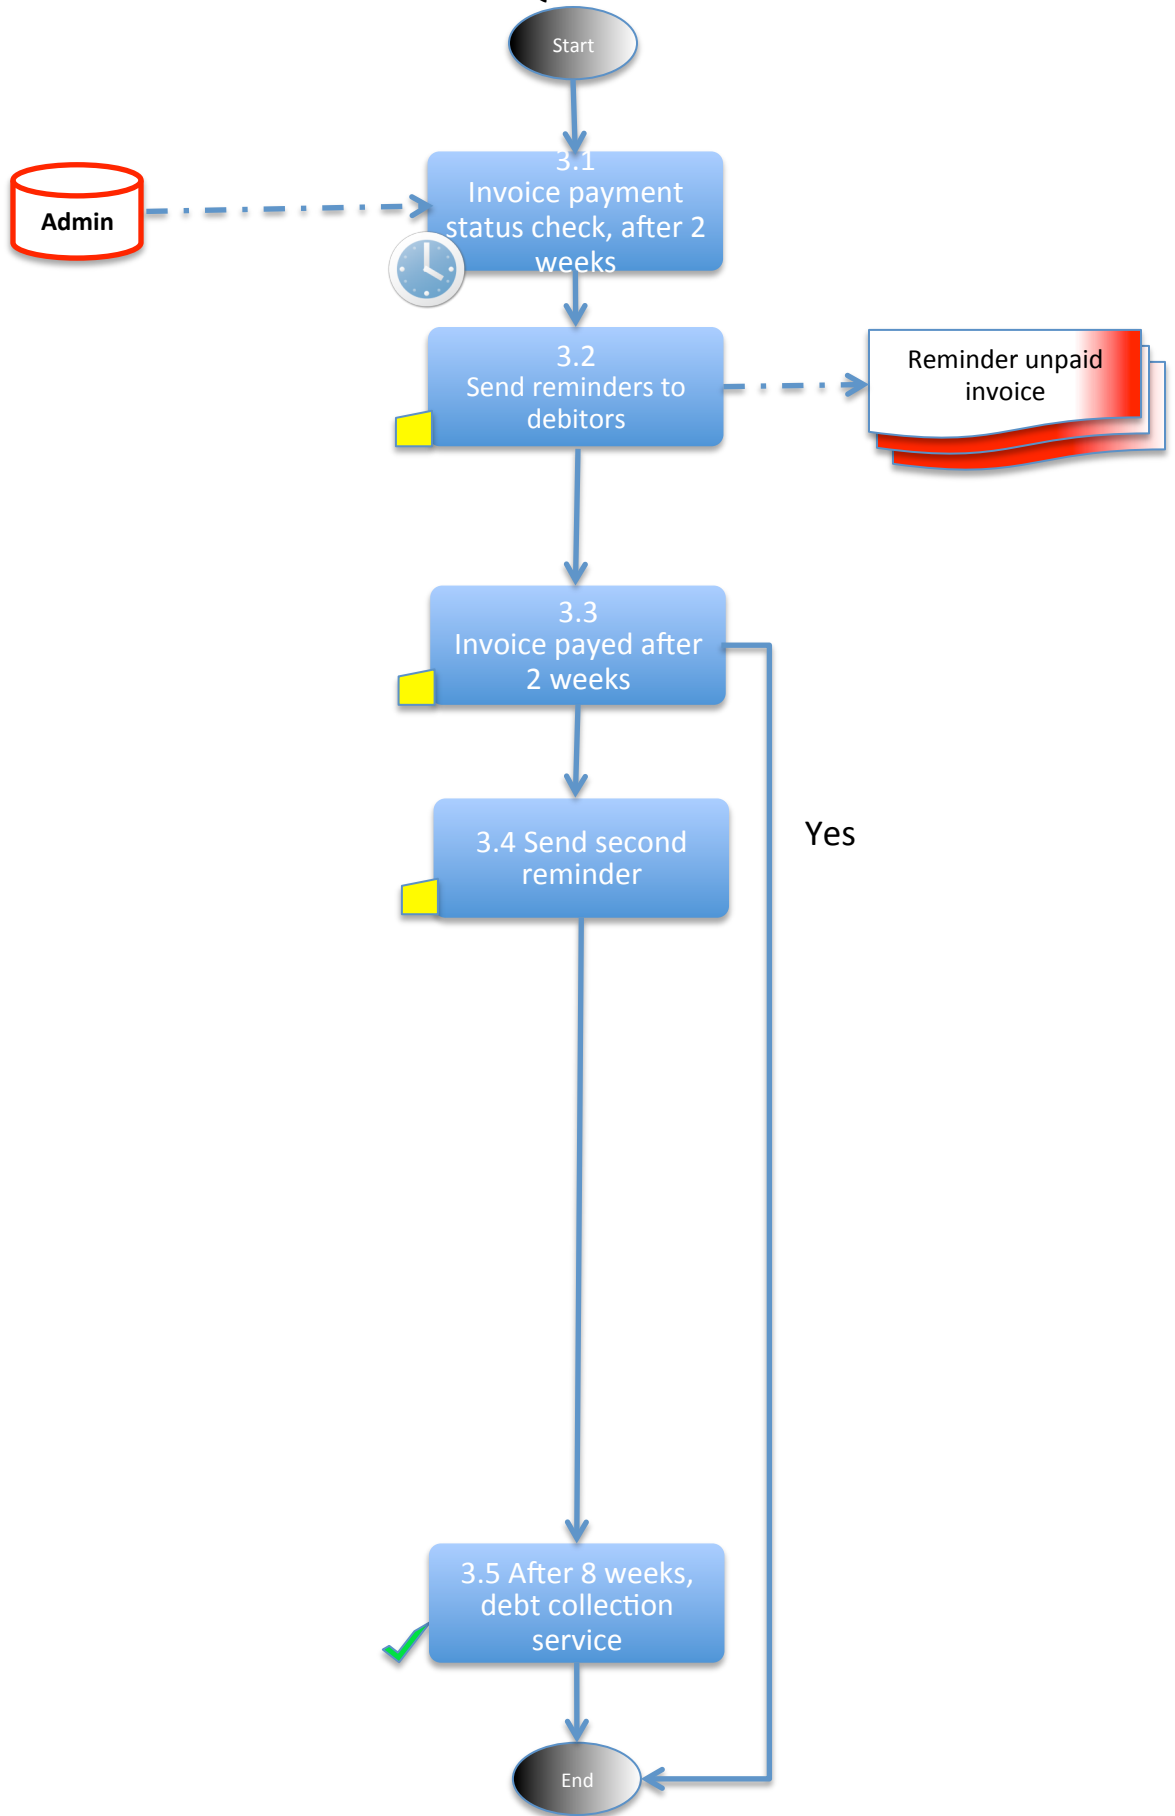 Start
3.1
Invoice payment
status check, after 2
weeks
Admin
3.2
Send reminders to
debitors
Reminder unpaid
invoice
3.3
Invoice payed after
2 weeks
3.4 Send second
reminder
Yes
3.5 After 8 weeks,
debt collection
service
End